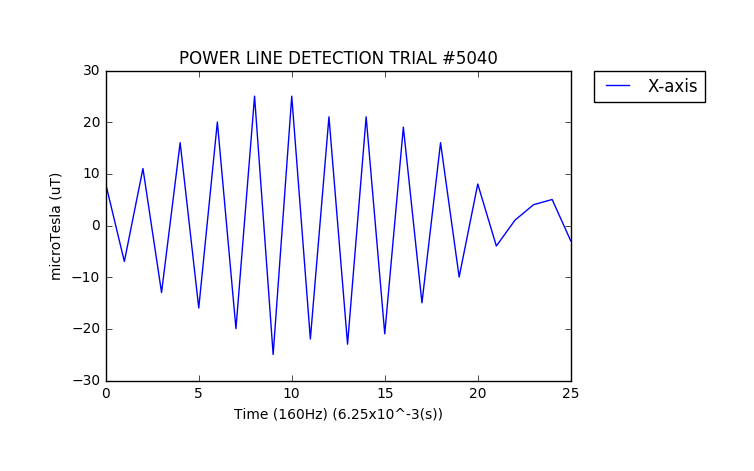 POWER LINE DETECTION TRIAL #5040
X-axis
30
20
10
0
−10
−20
−30
microTesla (uT)
0 5 10 15 20 25
Time (160Hz) (6.25x10^-3(s))